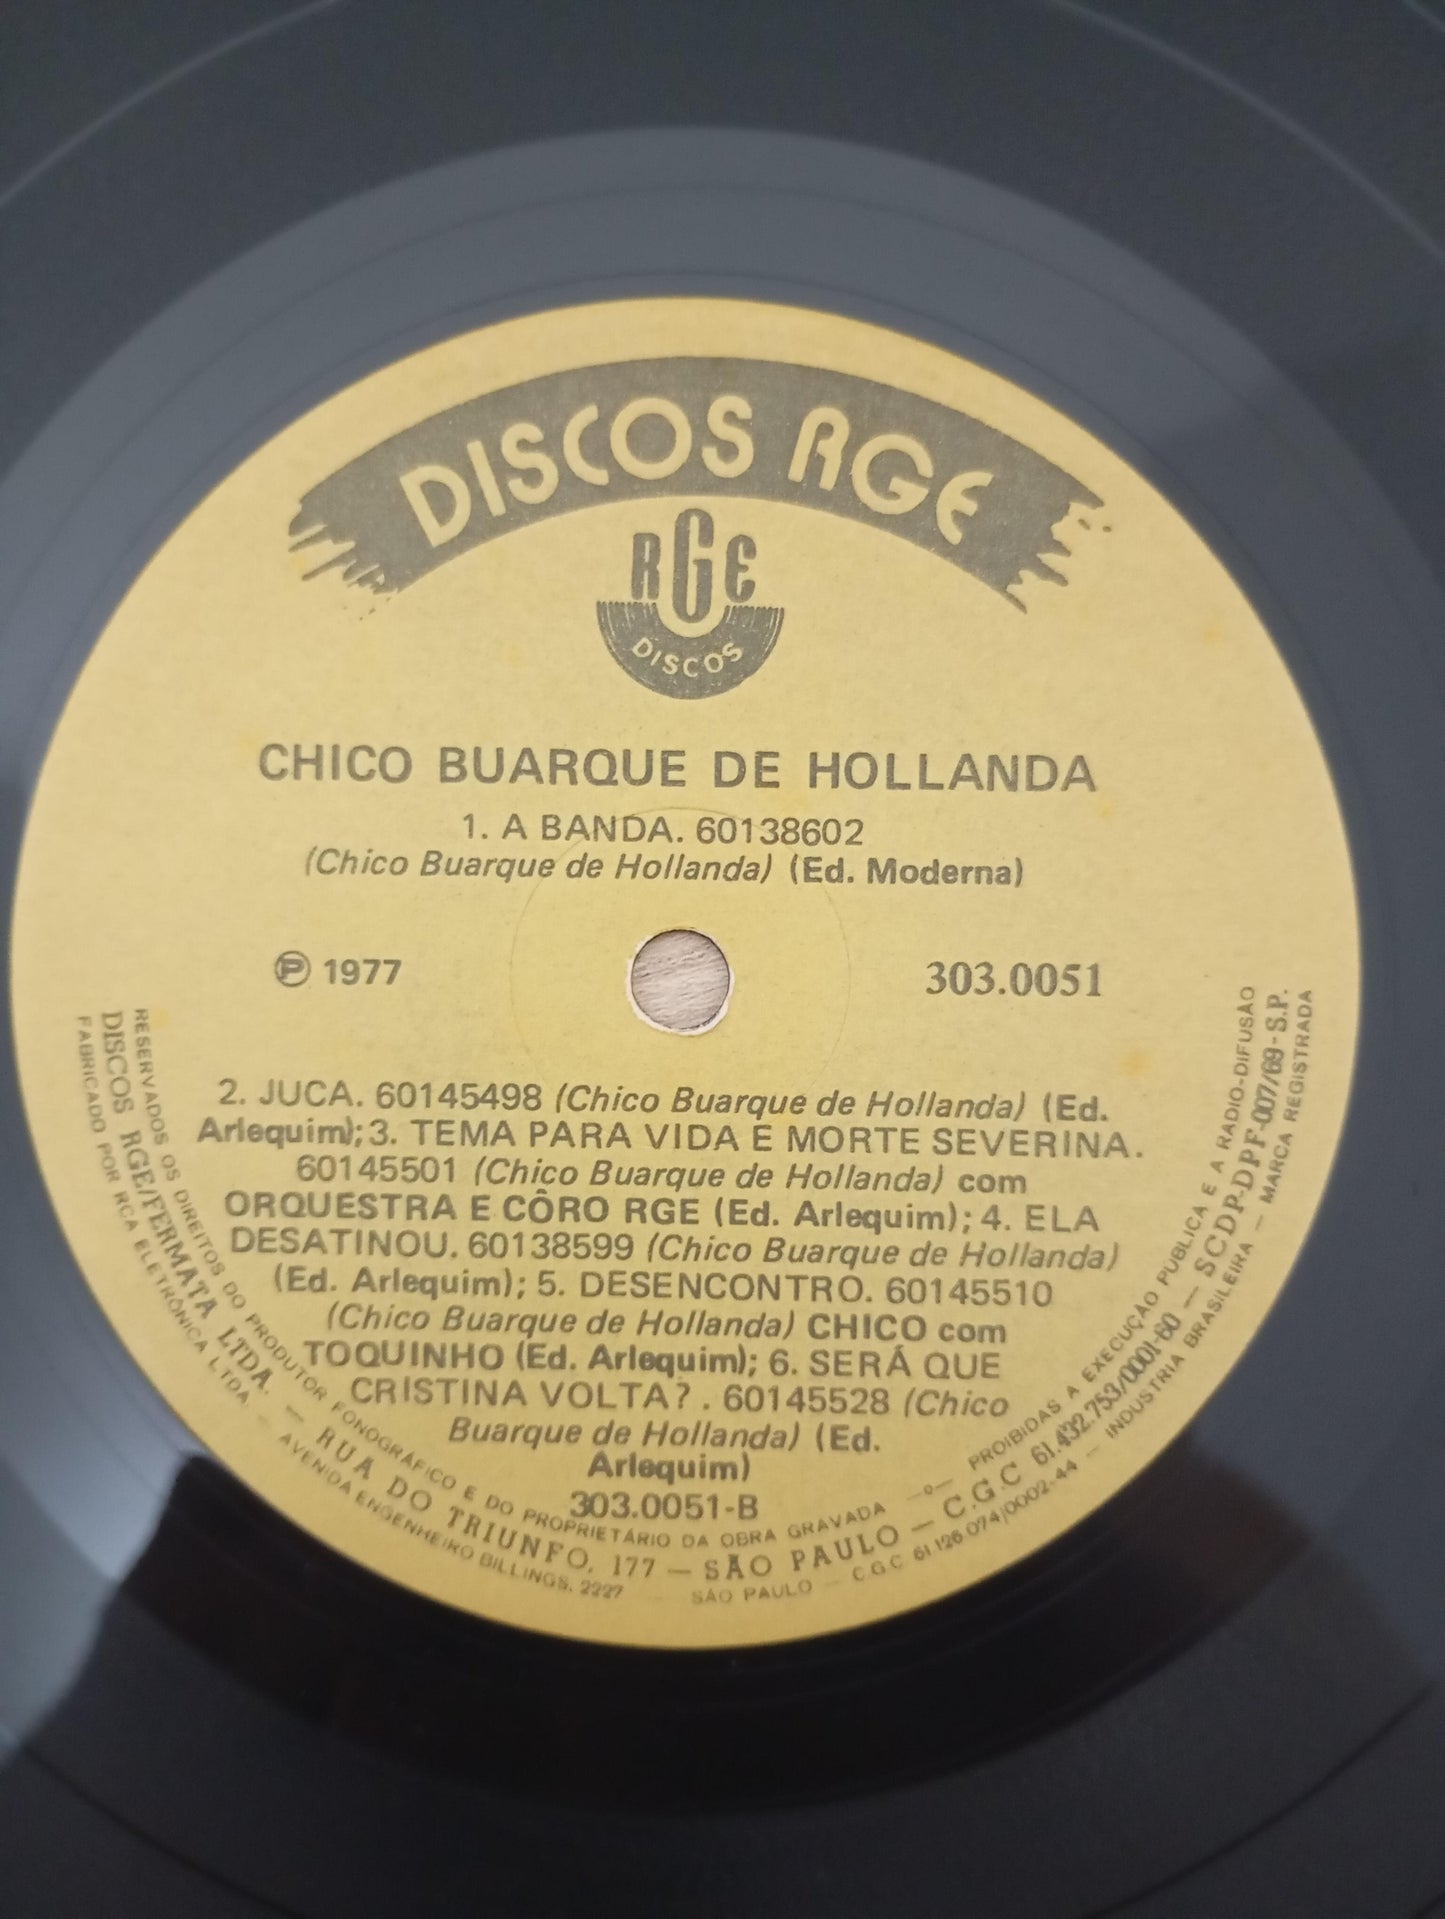 DISCOS RGE
RGE
DISCOS
CHICO BUARQUE DE HOLLANDA
1. A BANDA. 60138602
(Chico Buarque de Hollanda) (Ed. Moderna)
℗ 1977
303.0051
2. JUCA. 60145498 (Chico Buarque de Hollanda) (Ed.
Arlequim); 3. TEMA PARA VIDA E MORTE SEVERINA.
60145501 (Chico Buarque de Hollanda) com
ORQUESTRA E CÔRO RGE (Ed. Arlequim); 4. ELA
DESATINOU. 60138599 (Chico Buarque de Hollanda)
(Ed. Arlequim); 5. DESENCONTRO. 60145510
(Chico Buarque de Hollanda) CHICO com
TOQUINHO (Ed. Arlequim); 6. SERÁ QUE
CRISTINA VOLTA? . 60145528 (Chico
Buarque de Hollanda) (Ed.
Arlequim)
303.0051-B
RESERVADOS OS DIREITOS DO PRODUTOR FONOGRÁFICO E DO PROPRIETÁRIO DA OBRA GRAVADA —o— PROIBIDAS A EXECUÇÃO PUBLICA E A RADIO-DIFUSÃO
DISCOS RGE/FERMATA LTDA. — RUA DO TRIUNFO, 177 — SÃO PAULO — C.G.C 61.432.753/0001-60 — SCDP-DPF-007/69-S.P.
FABRICADO POR RCA ELETRÔNICA LTDA — AVENIDA ENGENHEIRO BILLINGS, 2227 SÃO PAULO — C.G.C 61.126.074/0002-44 — INDUSTRIA BRASILEIRA — MARCA REGISTRADA